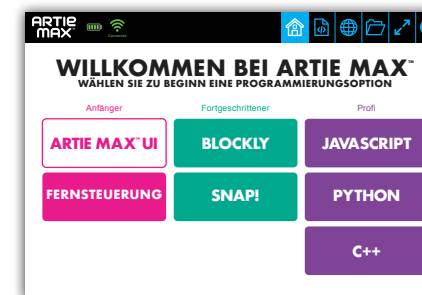 ARTIE MAX™
Connected
WILLKOMMEN BEI ARTIE MAX™
WÄHLEN SIE ZU BEGINN EINE PROGRAMMIERUNGSOPTION
Anfänger Fortgeschrittener Profi
ARTIE MAX™ UI BLOCKLY JAVASCRIPT
FERNSTEUERUNG SNAP! PYTHON
C++